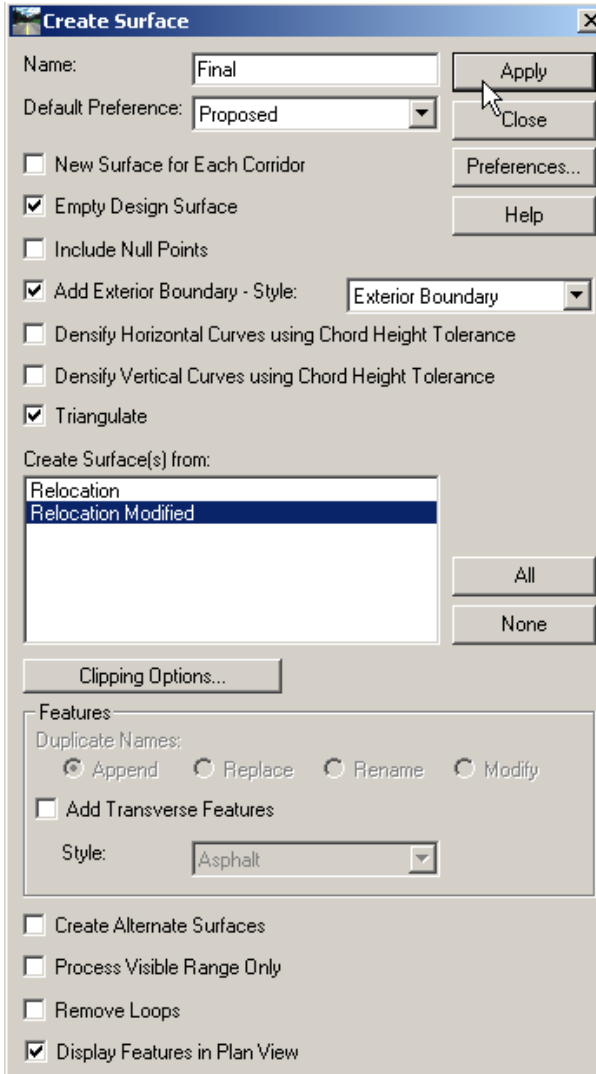 Create Surface
Name: Final Apply
Default Preference: Proposed Close
New Surface for Each Corridor Preferences...
Empty Design Surface Help
Include Null Points
Add Exterior Boundary - Style: Exterior Boundary
Densify Horizontal Curves using Chord Height Tolerance
Densify Vertical Curves using Chord Height Tolerance
Triangulate
Create Surface(s) from:
Relocation
Relocation Modified
All
None
Clipping Options...
Features
Duplicate Names:
Append Replace Rename Modify
Add Transverse Features
Style: Asphalt
Create Alternate Surfaces
Process Visible Range Only
Remove Loops
Display Features in Plan View